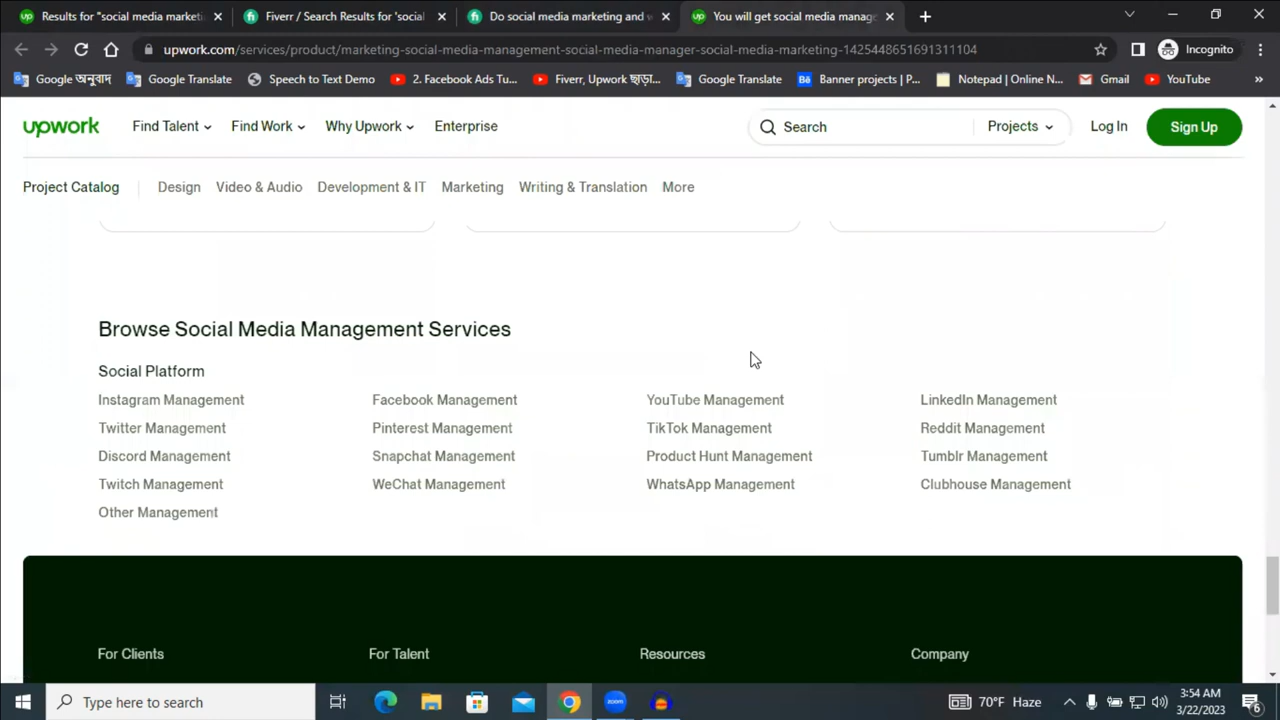 Results for "social media marketi
Fiverr / Search Results for 'social
Do social media marketing and w
You will get social media manage
upwork.com/services/product/marketing-social-media-management-social-media-manager-social-media-marketing-1425448651691311104
Incognito
Google অনুবাদ
Google Translate
Speech to Text Demo
2. Facebook Ads Tu...
Fiverr, Upwork ছাড়া...
Google Translate
Banner projects | P...
Notepad | Online N...
Gmail
YouTube
»
upwork
Find Talent
Find Work
Why Upwork
Enterprise
Search
Projects
Log In
Sign Up
Project Catalog
Design
Video & Audio
Development & IT
Marketing
Writing & Translation
More
Browse Social Media Management Services
Social Platform
Instagram Management
Facebook Management
YouTube Management
LinkedIn Management
Twitter Management
Pinterest Management
TikTok Management
Reddit Management
Discord Management
Snapchat Management
Product Hunt Management
Tumblr Management
Twitch Management
WeChat Management
WhatsApp Management
Clubhouse Management
Other Management
For Clients
For Talent
Resources
Company
Type here to search
zoom
70°F Haze
3:54 AM
3/22/2023
6